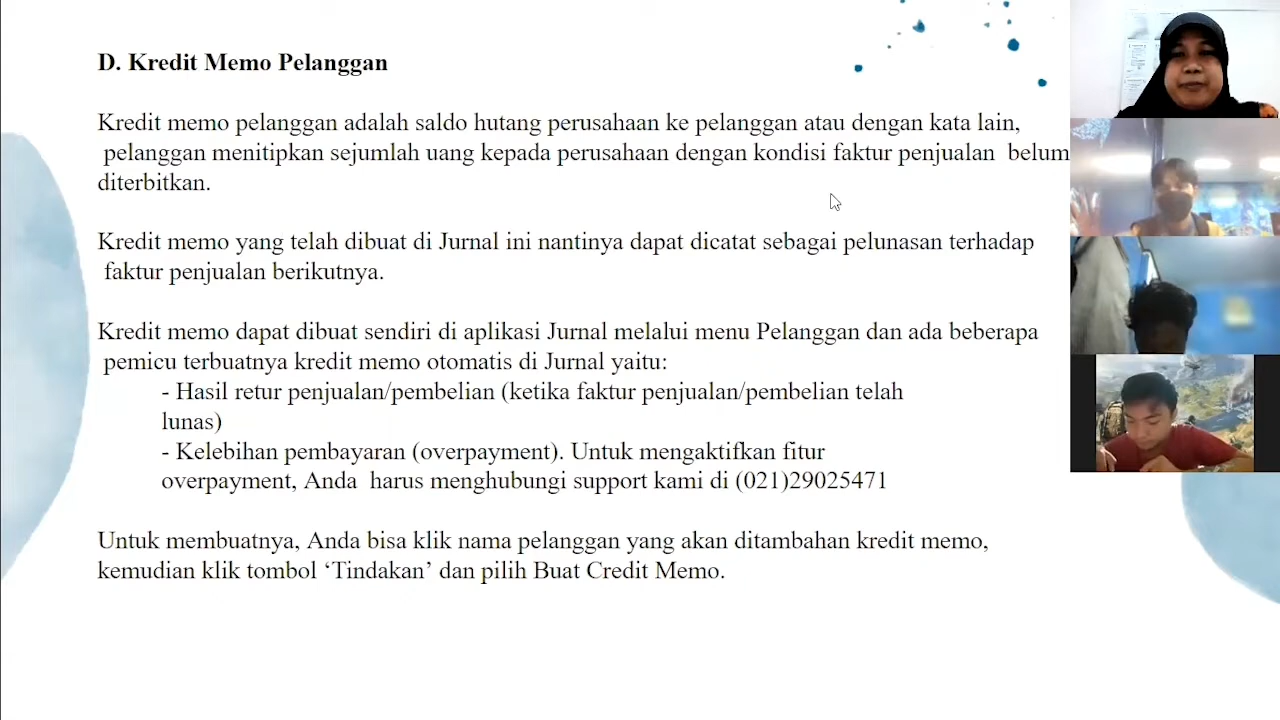 D. Kredit Memo Pelanggan
Kredit memo pelanggan adalah saldo hutang perusahaan ke pelanggan atau dengan kata lain,
pelanggan menitipkan sejumlah uang kepada perusahaan dengan kondisi faktur penjualan belum
diterbitkan.
Kredit memo yang telah dibuat di Jurnal ini nantinya dapat dicatat sebagai pelunasan terhadap
faktur penjualan berikutnya.
Kredit memo dapat dibuat sendiri di aplikasi Jurnal melalui menu Pelanggan dan ada beberapa
pemicu terbuatnya kredit memo otomatis di Jurnal yaitu:
- Hasil retur penjualan/pembelian (ketika faktur penjualan/pembelian telah
lunas)
- Kelebihan pembayaran (overpayment). Untuk mengaktifkan fitur
overpayment, Anda harus menghubungi support kami di (021)29025471
Untuk membuatnya, Anda bisa klik nama pelanggan yang akan ditambahan kredit memo,
kemudian klik tombol ‘Tindakan’ dan pilih Buat Credit Memo.